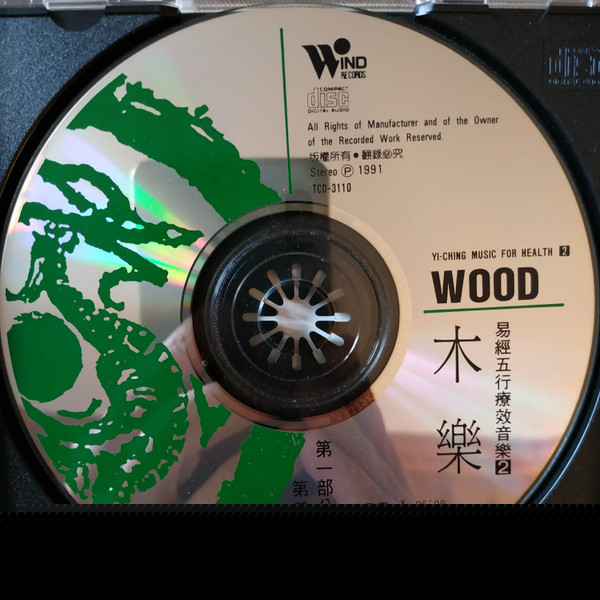 WIND
RECORDS
COMPACT
disc
DIGITAL AUDIO
All Rights of Manufacturer and of the Owner
of the Recorded Work Reserved.
版權所有●翻錄必究
Stereo Ⓟ 1991
TCD-3110
YI-CHING MUSIC FOR HEALTH 2
WOOD
木樂
易經五行療效音樂2
第一部
第